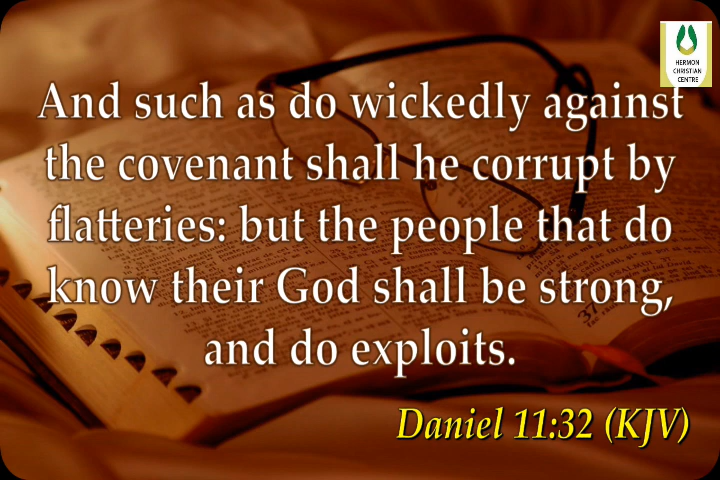 HERMON
CHRISTIAN
CENTRE
And such as do wickedly against
the covenant shall he corrupt by
flatteries: but the people that do
know their God shall be strong,
and do exploits.
37
Daniel 11:32 (KJV)